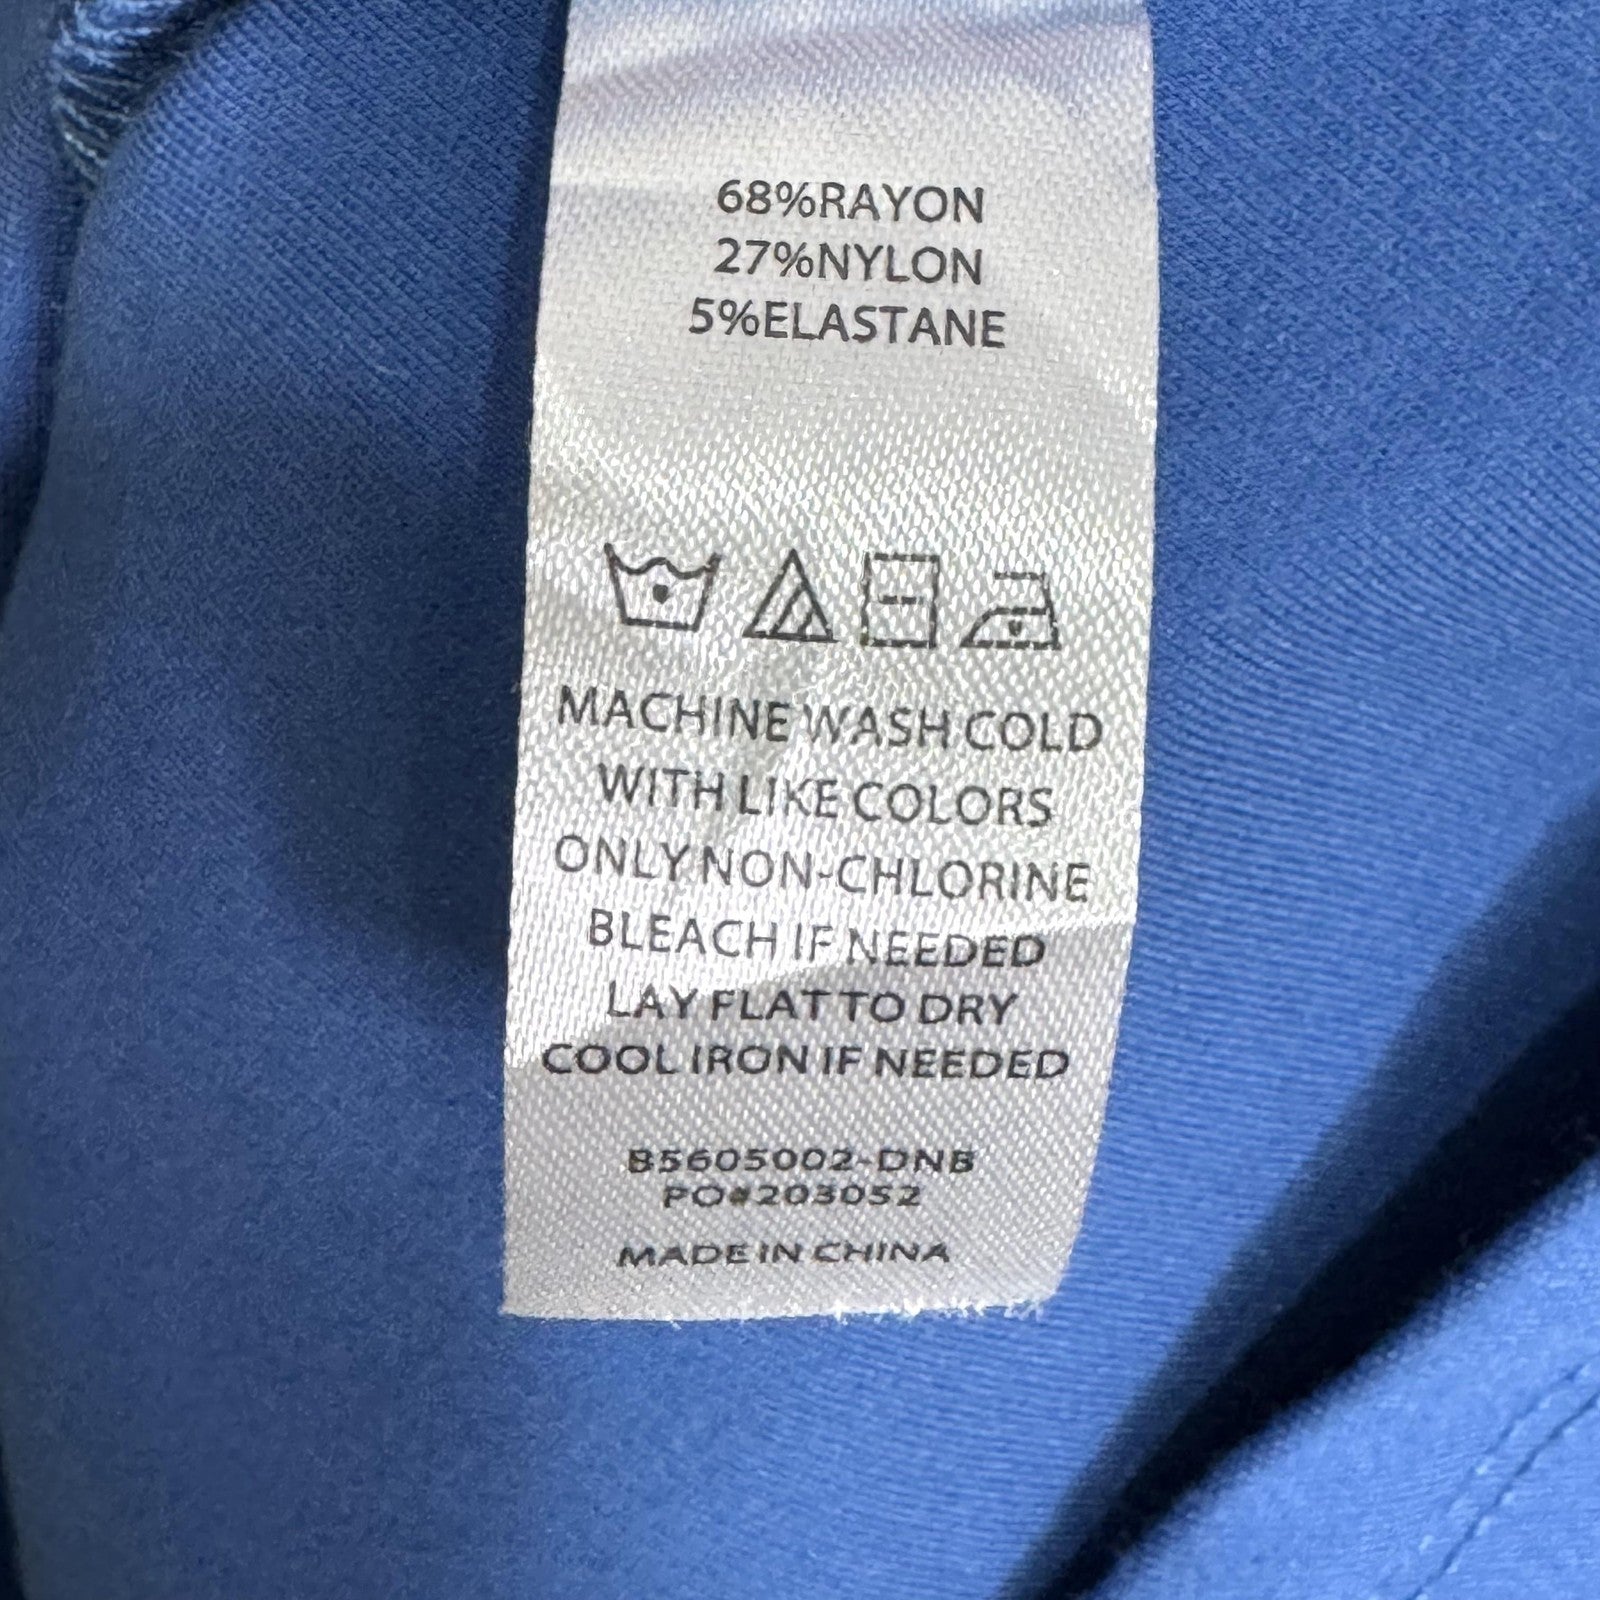 68%RAYON
27%NYLON
5%ELASTANE
MACHINE WASH COLD
WITH LIKE COLORS
ONLY NON-CHLORINE
BLEACH IF NEEDED
LAY FLAT TO DRY
COOL IRON IF NEEDED
B5605002-DNB
PO#203052
MADE IN CHINA